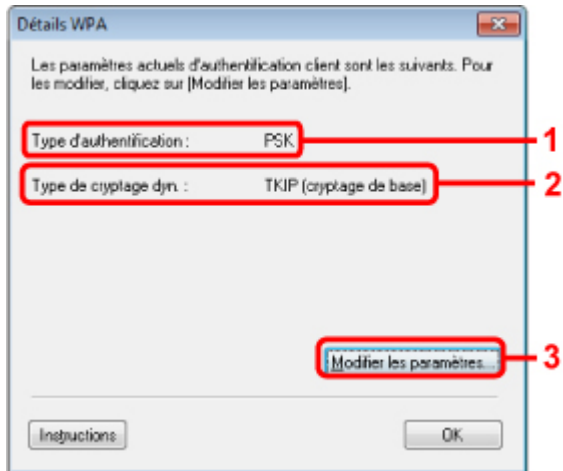 Détails WPA
Les paramètres actuels d'authentification client sont les suivants. Pour
les modifier, cliquez sur [Modifier les paramètres].
Type d'authentification : PSK 1
Type de cryptage dyn. : TKIP (cryptage de base) 2
Modifier les paramètres... 3
Instructions OK